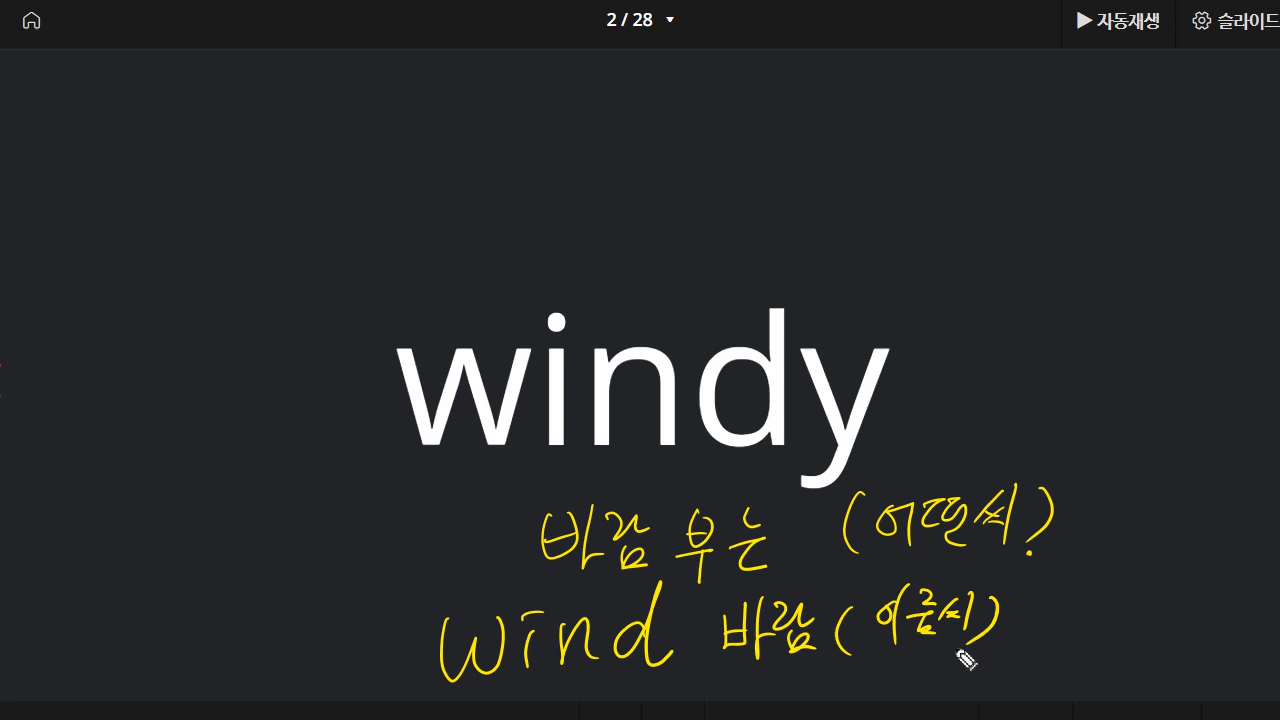 2 / 28
자동재생
슬라이드
windy
바람 부는 (어떤씨)
wind 바람 (이름씨)